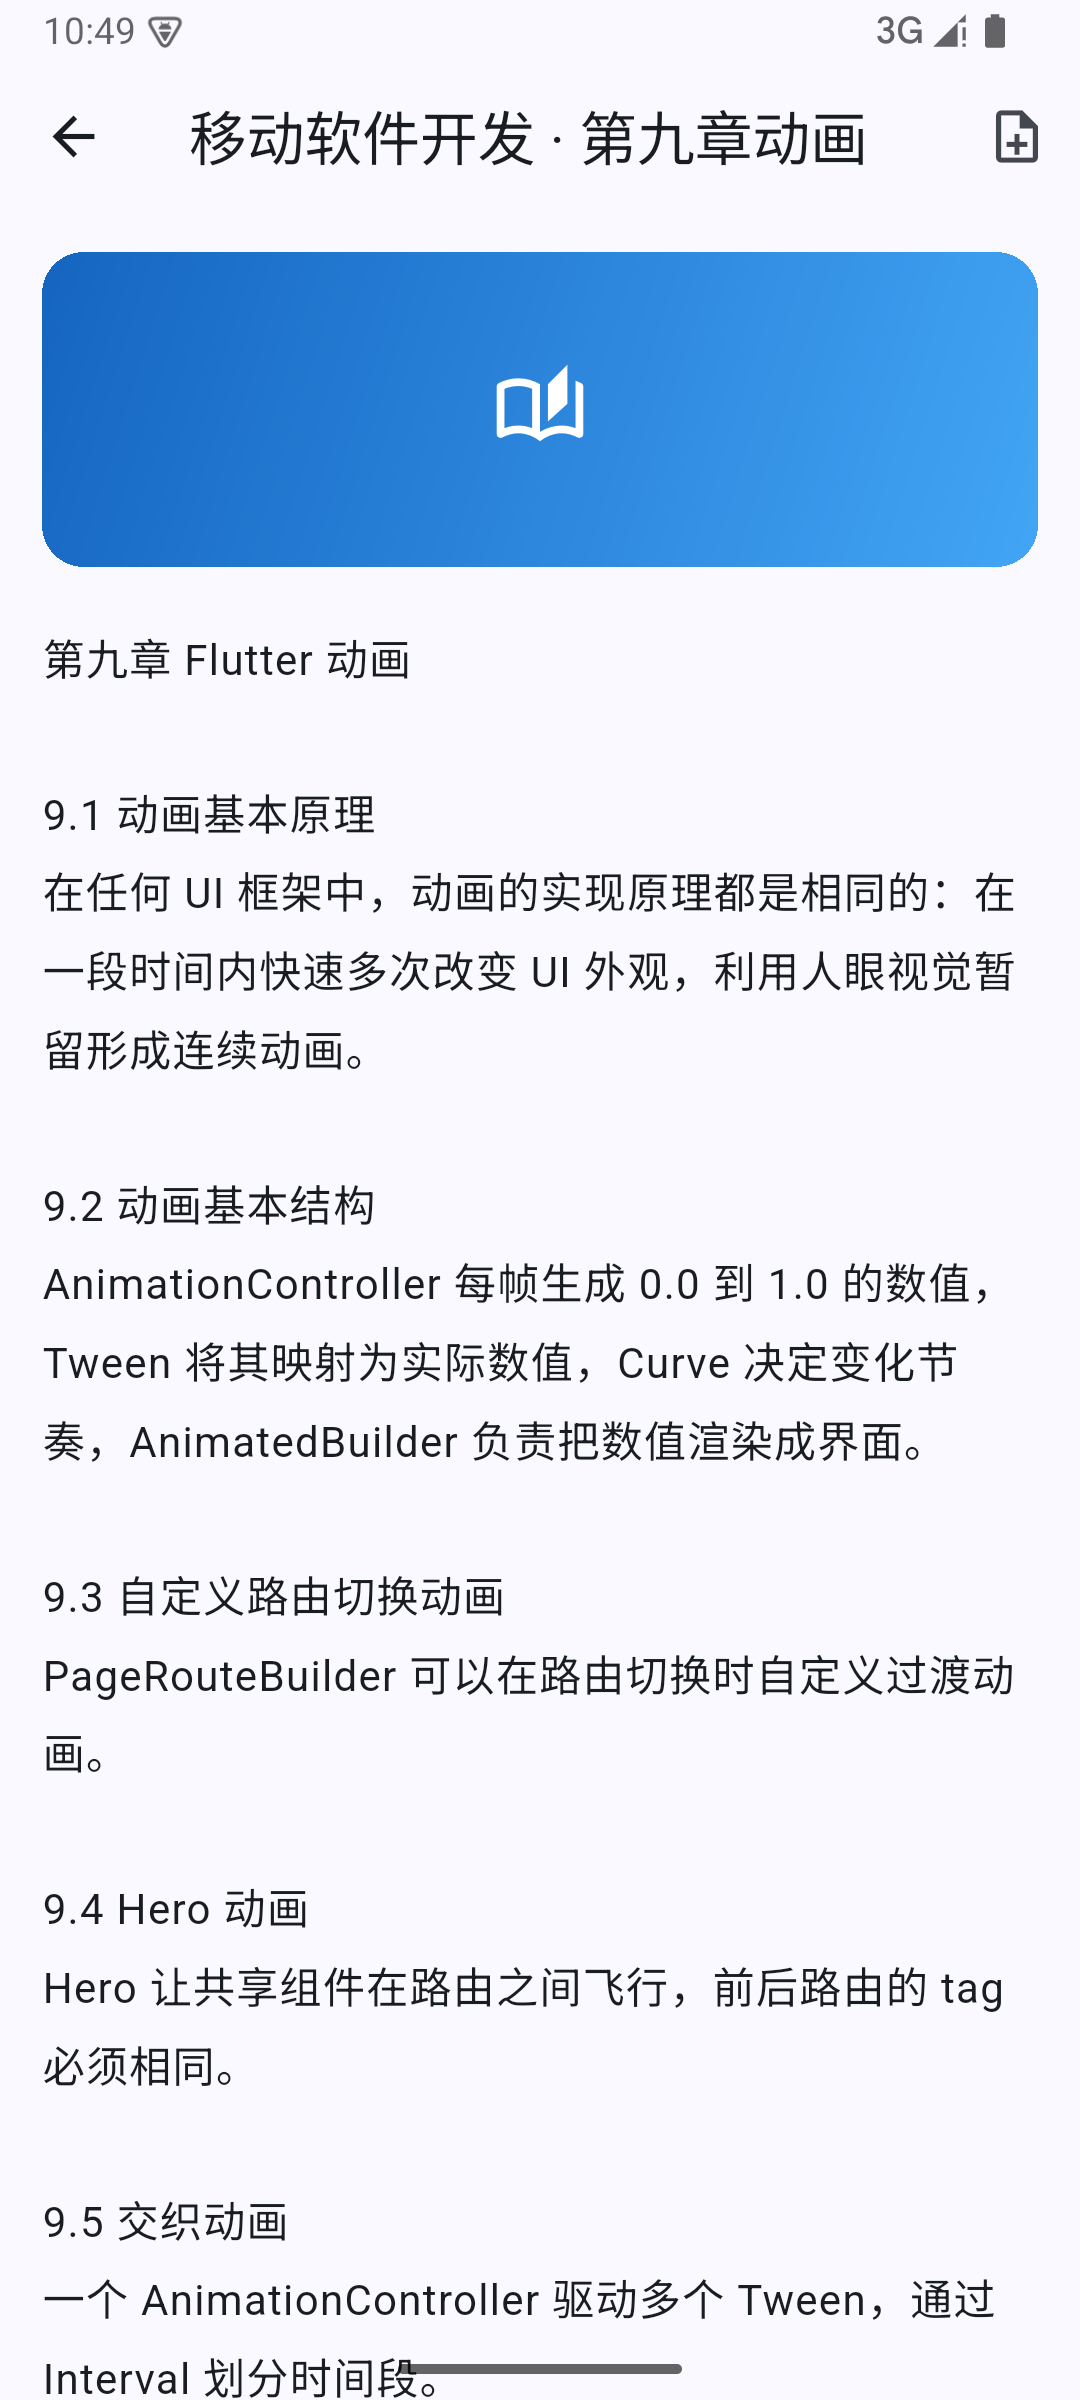 10:49
3G
移动软件开发 · 第九章动画
第九章 Flutter 动画
9.1 动画基本原理
在任何 UI 框架中，动画的实现原理都是相同的：在
一段时间内快速多次改变 UI 外观，利用人眼视觉暂
留形成连续动画。
9.2 动画基本结构
AnimationController 每帧生成 0.0 到 1.0 的数值，
Tween 将其映射为实际数值，Curve 决定变化节
奏，AnimatedBuilder 负责把数值渲染成界面。
9.3 自定义路由切换动画
PageRouteBuilder 可以在路由切换时自定义过渡动
画。
9.4 Hero 动画
Hero 让共享组件在路由之间飞行，前后路由的 tag
必须相同。
9.5 交织动画
一个 AnimationController 驱动多个 Tween，通过
Interval 划分时间段。